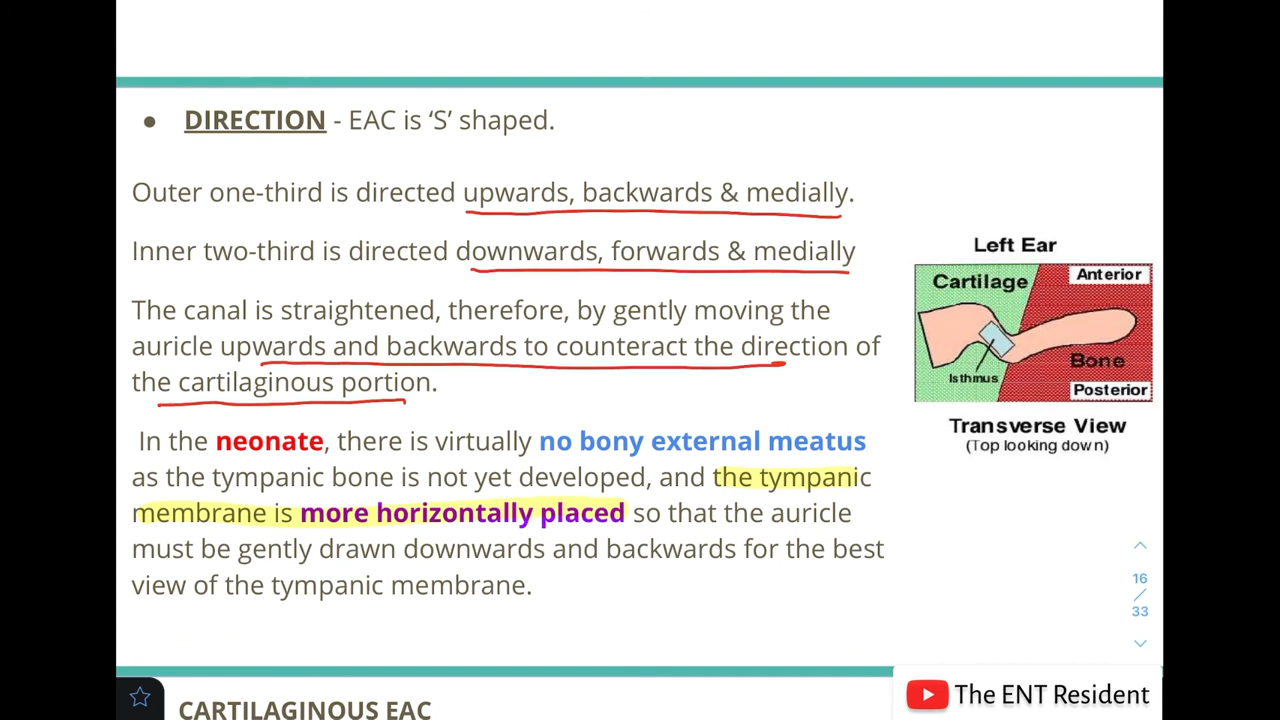 ● DIRECTION - EAC is ‘S’ shaped.
Outer one-third is directed upwards, backwards & medially.
Inner two-third is directed downwards, forwards & medially
The canal is straightened, therefore, by gently moving the
auricle upwards and backwards to counteract the direction of
the cartilaginous portion.
In the neonate, there is virtually no bony external meatus
as the tympanic bone is not yet developed, and the tympanic
membrane is more horizontally placed so that the auricle
must be gently drawn downwards and backwards for the best
view of the tympanic membrane.
Left Ear
Anterior
Cartilage
Bone
Isthmus
Posterior
Transverse View
(Top looking down)
16
/
33
CARTILAGINOUS EAC
The ENT Resident